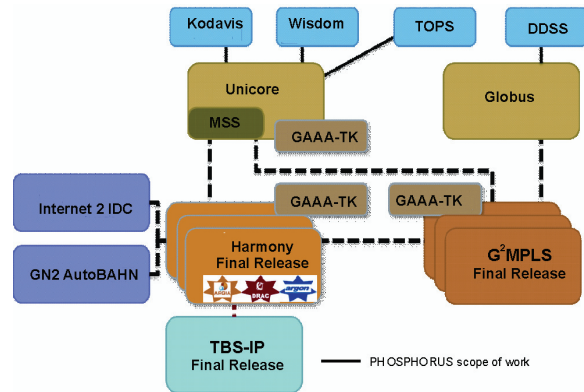 Kodavis
Wisdom
TOPS
DDSS
Unicore
MSS
GAAA-TK
Globus
GAAA-TK
GAAA-TK
Internet 2 IDC
GN2 AutoBAHN
Harmony
Final Release
G²MPLS
Final Release
DRAC
argon
TBS-IP
Final Release
PHOSPHORUS scope of work